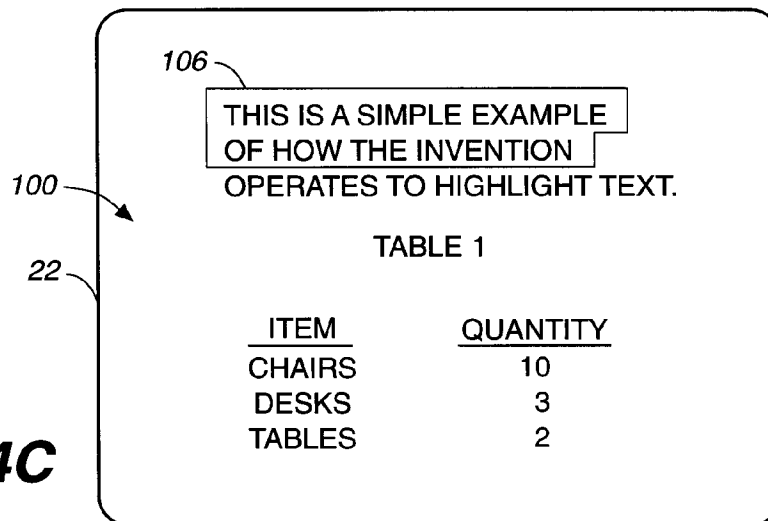 106
THIS IS A SIMPLE EXAMPLE
OF HOW THE INVENTION
OPERATES TO HIGHLIGHT TEXT.
100
TABLE 1
22
ITEM QUANTITY
CHAIRS 10
DESKS 3
TABLES 2
4C